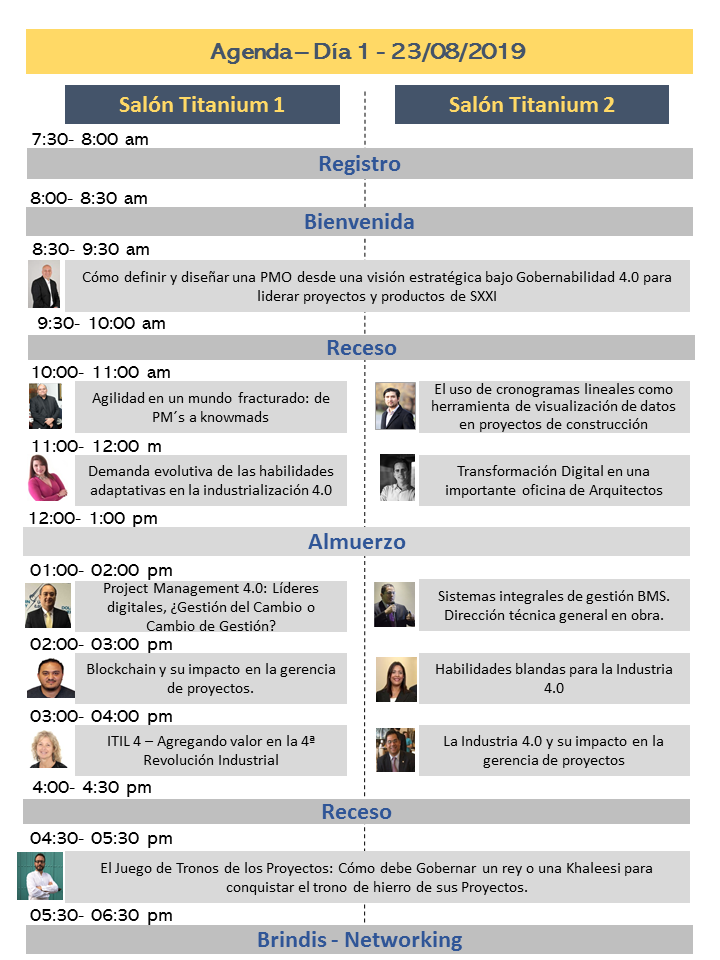 Agenda – Día 1 - 23/08/2019
Salón Titanium 1
Salón Titanium 2
7:30- 8:00 am
Registro
8:00- 8:30 am
Bienvenida
8:30- 9:30 am
Cómo definir y diseñar una PMO desde una visión estratégica bajo Gobernabilidad 4.0 para
liderar proyectos y productos de SXXI
9:30- 10:00 am
Receso
10:00- 11:00 am
Agilidad en un mundo fracturado: de
PM´s a knowmads
El uso de cronogramas lineales como
herramienta de visualización de datos
en proyectos de construcción
11:00- 12:00 m
Demanda evolutiva de las habilidades
adaptativas en la industrialización 4.0
Transformación Digital en una
importante oficina de Arquitectos
12:00- 1:00 pm
Almuerzo
01:00- 02:00 pm
Project Management 4.0: Líderes
digitales, ¿Gestión del Cambio o
Cambio de Gestión?
Sistemas integrales de gestión BMS.
Dirección técnica general en obra.
02:00- 03:00 pm
Blockchain y su impacto en la gerencia
de proyectos.
Habilidades blandas para la Industria
4.0
03:00- 04:00 pm
ITIL 4 – Agregando valor en la 4ª
Revolución Industrial
La Industria 4.0 y su impacto en la
gerencia de proyectos
4:00- 4:30 pm
Receso
04:30- 05:30 pm
El Juego de Tronos de los Proyectos: Cómo debe Gobernar un rey o una Khaleesi para
conquistar el trono de hierro de sus Proyectos.
05:30- 06:30 pm
Brindis - Networking